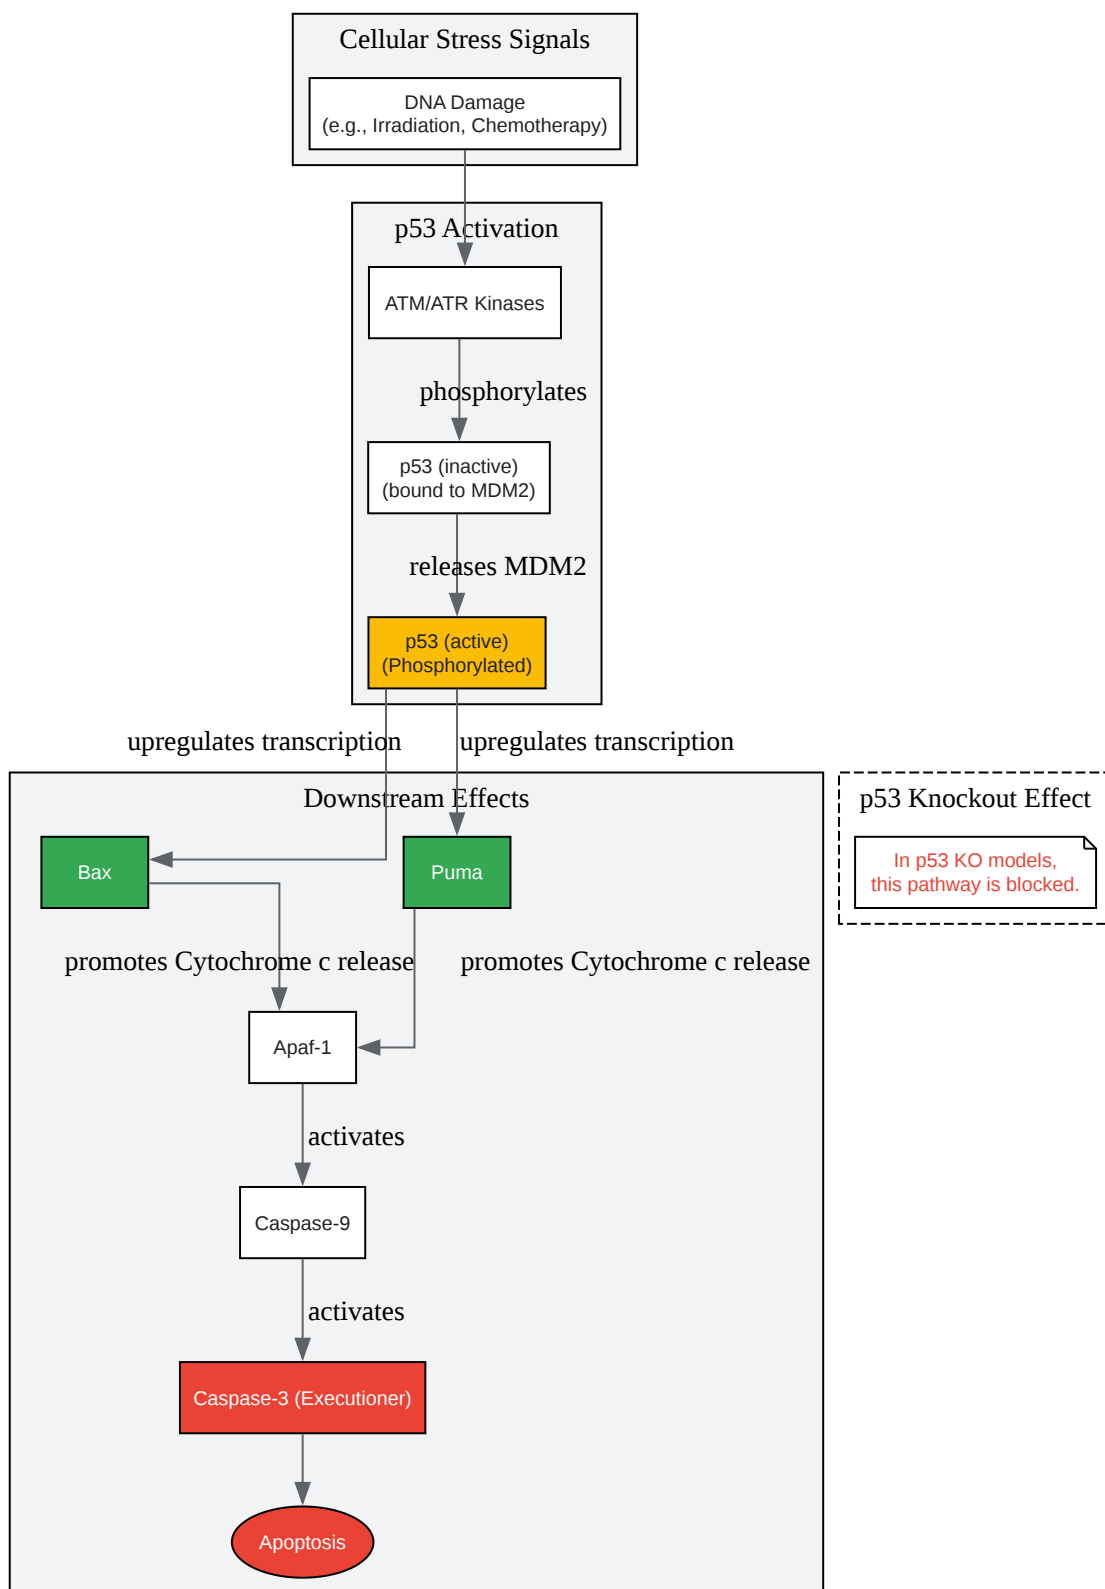 Cellular Stress Signals
DNA Damage
(e.g., Irradiation, Chemotherapy)
p53 Activation
ATM/ATR Kinases
phosphorylates
p53 (inactive)
(bound to MDM2)
releases MDM2
p53 (active)
(Phosphorylated)
upregulates transcription
upregulates transcription
Downstream Effects
Bax
Puma
promotes Cytochrome c release
promotes Cytochrome c release
Apaf-1
activates
Caspase-9
activates
Caspase-3 (Executioner)
Apoptosis
p53 Knockout Effect
In p53 KO models,
this pathway is blocked.